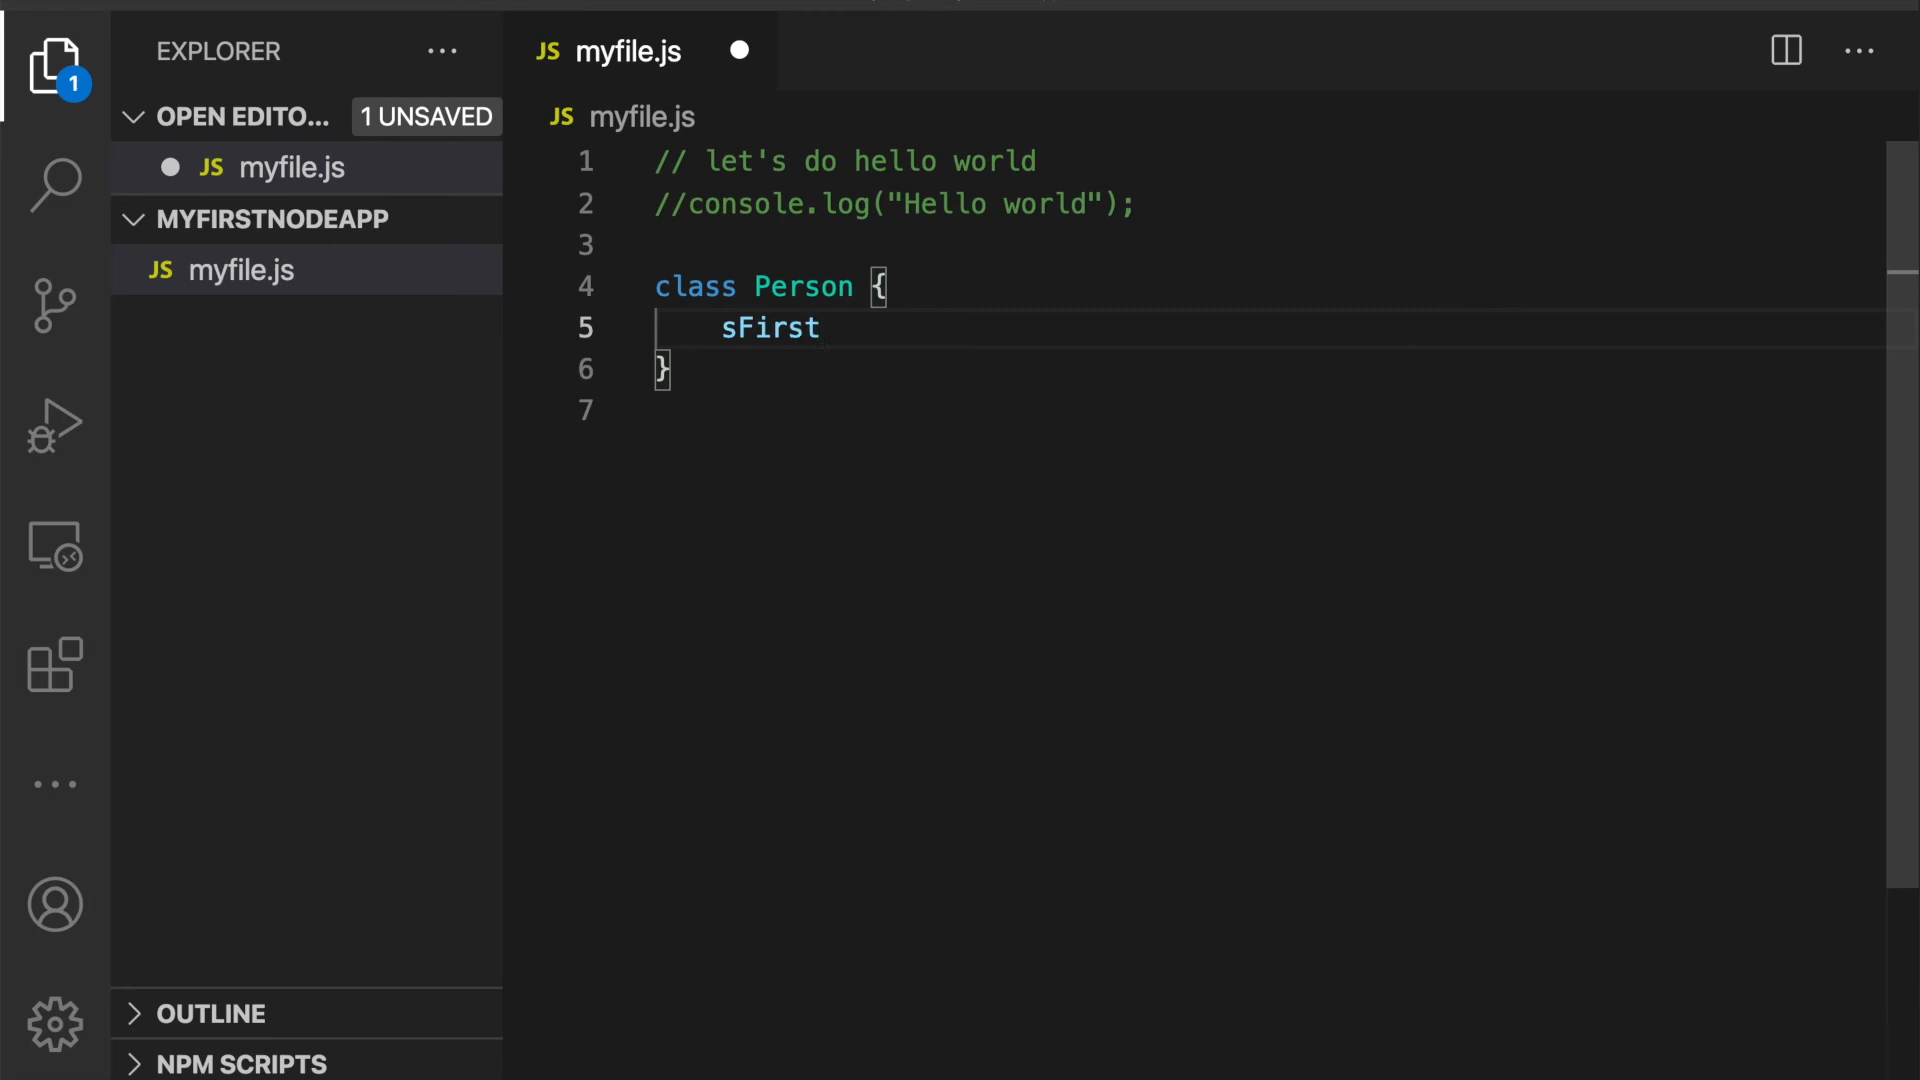 EXPLORER
JS myfile.js
OPEN EDITO... 1 UNSAVED
JS myfile.js
JS myfile.js
MYFIRSTNODEAPP
JS myfile.js
1 // let's do hello world
2 //console.log("Hello world");
3
4 class Person {
5 sFirst
6 }
7
1
OUTLINE
NPM SCRIPTS